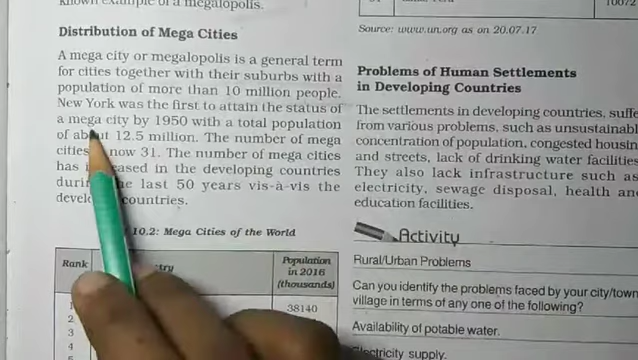 known example of a megalopolis.
Distribution of Mega Cities
A mega city or megalopolis is a general term
for cities together with their suburbs with a
population of more than 10 million people.
New York was the first to attain the status of
a mega city by 1950 with a total population
of about 12.5 million. The number of mega
cities now 31. The number of mega cities
has in the developing countries
the last 50 years vis-à-vis the
countries.
10.2: Mega Cities of the World
Rank
Population
in 2016
(thousands)
38140
2
3
4
10072
Source: www.un.org as on 20.07.17
Problems of Human Settlements
in Developing Countries
The settlements in developing countries, suffe
from various problems, such as unsustainabl
concentration of population, congested housin
and streets, lack of drinking water facilities
They also lack infrastructure such as
electricity, sewage disposal, health an
education facilities.
Activity
Rural/Urban Problems
Can you identify the problems faced by your city/town
village in terms of any one of the following?
Availability of potable water.
Electricity supply.